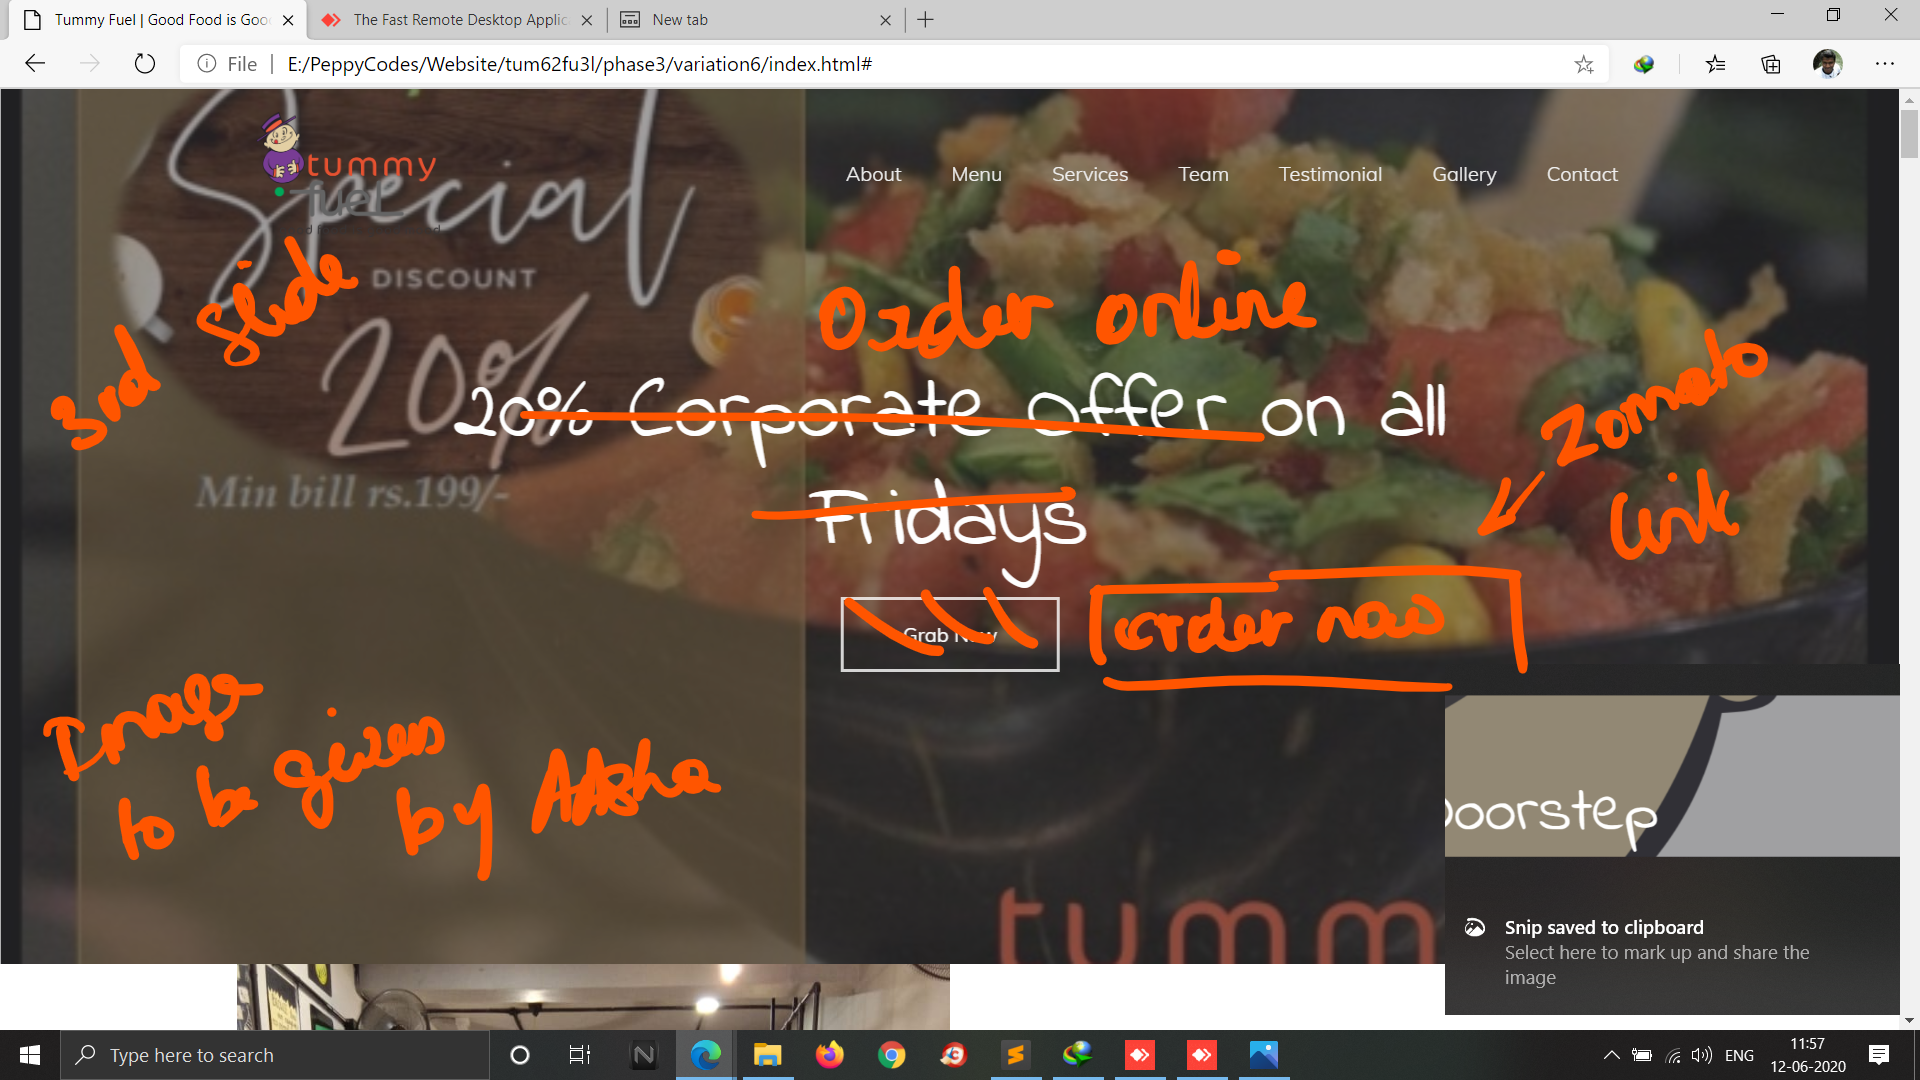 Tummy Fuel | Good Food is Goo
The Fast Remote Desktop Applic
New tab
File
E:/PeppyCodes/Website/tum62fu3l/phase3/variation6/index.html#
tummy
fuel
About Menu Services Team Testimonial Gallery Contact
Special
DISCOUNT
20%
Min bill rs.199/-
3rd slide
Order online
20% Corporate Offer on all
Fridays
Zomato
link
Grab Now
order now
Image
to be given
by Aasha
Doorstep
tumm
Snip saved to clipboard
Select here to mark up and share the
image
Type here to search
ENG
11:57
12-06-2020